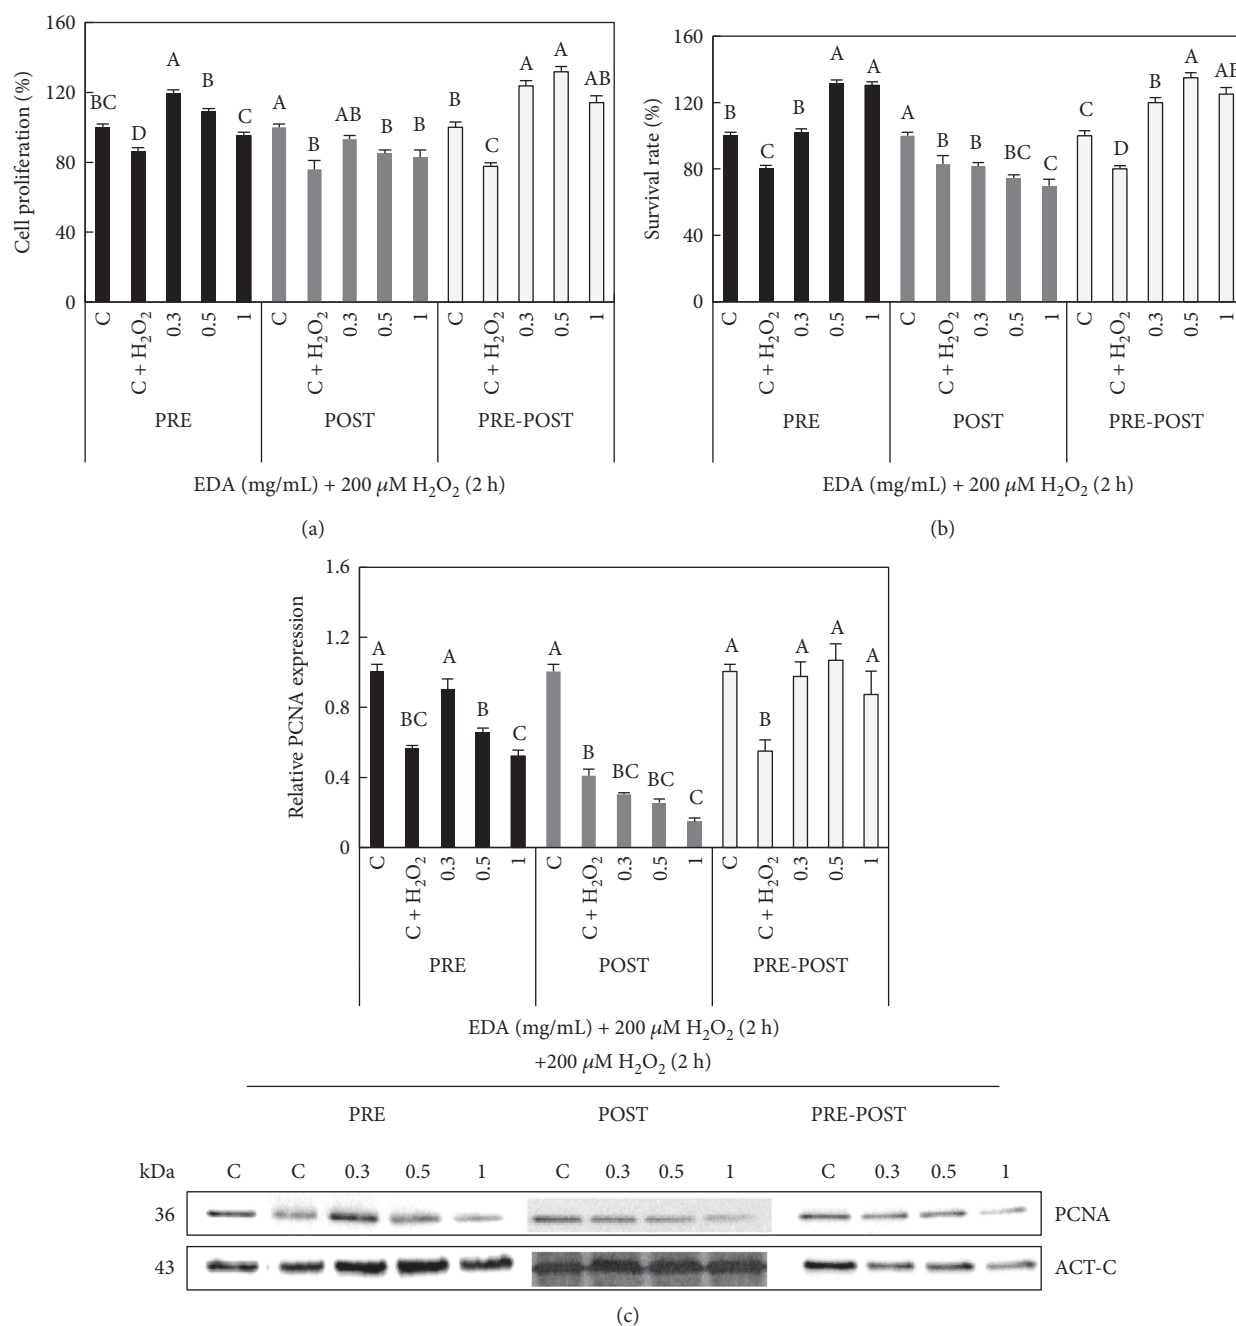 160
120
80
40
0
Cell proliferation (%)
BC D A B C A B AB B B B C A A AB
C C + H₂O₂ 0.3 0.5 1 C C + H₂O₂ 0.3 0.5 1 C C + H₂O₂ 0.3 0.5 1
PRE POST PRE-POST
EDA (mg/mL) + 200 μM H₂O₂ (2 h)
(a)
160
120
80
40
0
Survival rate (%)
B C B A A A B B BC C C D B A
C C + H₂O₂ 0.3 0.5 1 C C + H₂O₂ 0.3 0.5 1 C C + H₂O₂ 0.3 0.5 1
PRE POST PRE-POST
EDA (mg/mL) + 200 μM H₂O₂ (2 h)
(b)
1.6
1.2
0.8
0.4
0
Relative PCNA expression
A BC A B C A B BC BC C A B A A A
C C + H₂O₂ 0.3 0.5 1 C C + H₂O₂ 0.3 0.5 1 C C + H₂O₂ 0.3 0.5 1
PRE POST PRE-POST
EDA (mg/mL) + 200 μM H₂O₂ (2 h)
+200 μM H₂O₂ (2 h)
PRE POST PRE-POST
kDa C C 0.3 0.5 1 C 0.3 0.5 1 C 0.3 0.5 1
36 PCNA
43 ACT-C
(c)